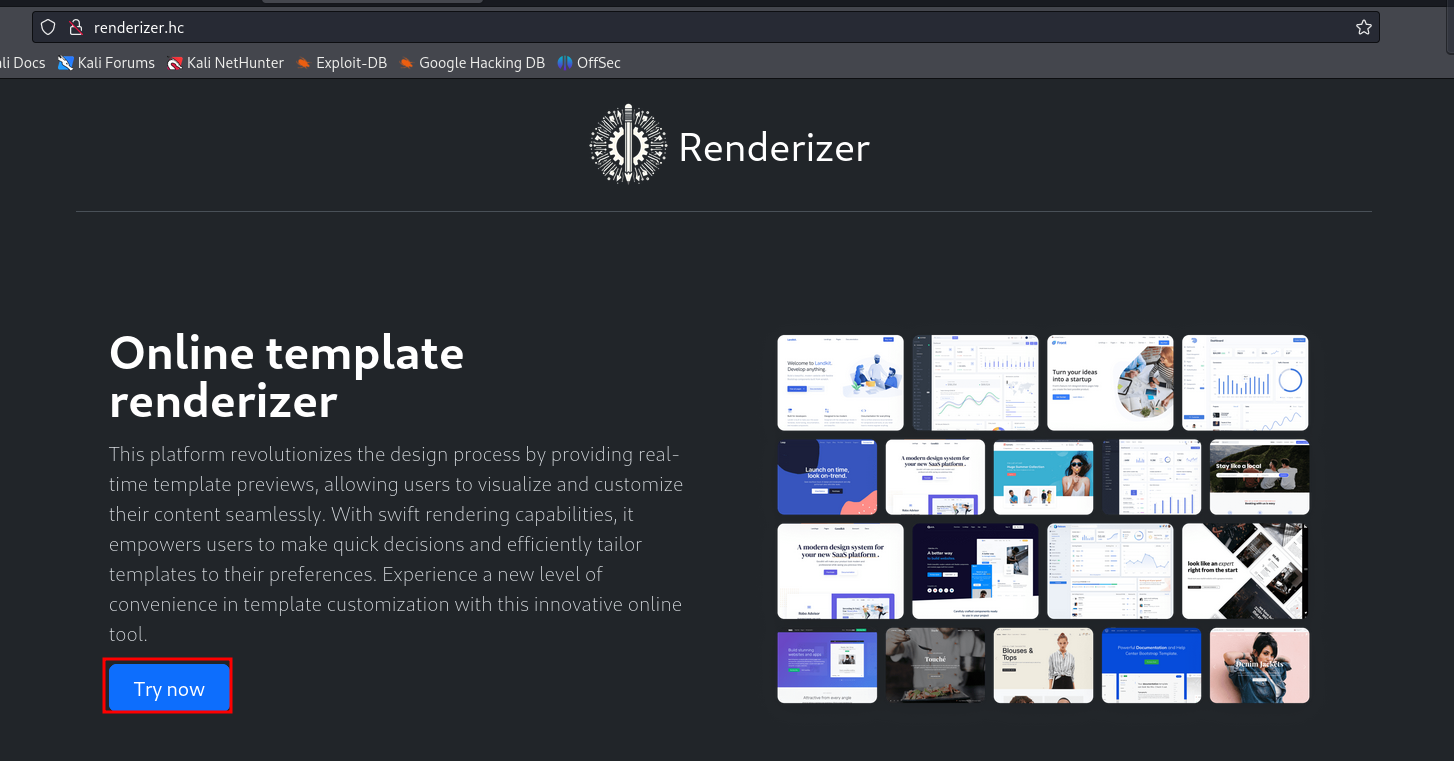 renderizer.hc
li Docs Kali Forums Kali NetHunter Exploit-DB Google Hacking DB OffSec
Renderizer
Online template
renderizer
This platform revolutionizes the design process by providing real-
time template previews, allowing users to visualize and customize
their content seamlessly. With swift rendering capabilities, it
empowers users to make quick decisions and efficiently tailor
templates to their preferences. Experience a new level of
convenience in template customization with this innovative online
tool.
Try now
Welcome to Landkit.
Develop anything.
Turn your ideas
into a startup
Launch on time,
look on-trend.
A modern design system for
your new SaaS platform .
Stay like a local
A modern design system for
your new SaaS platform .
A better way
look like an expert
right from the start
Build stunning
websites and apps
Touché
Blouses &
Tops
Powerful Documentation and Help
Center Bootstrap Template
Denim Jackets